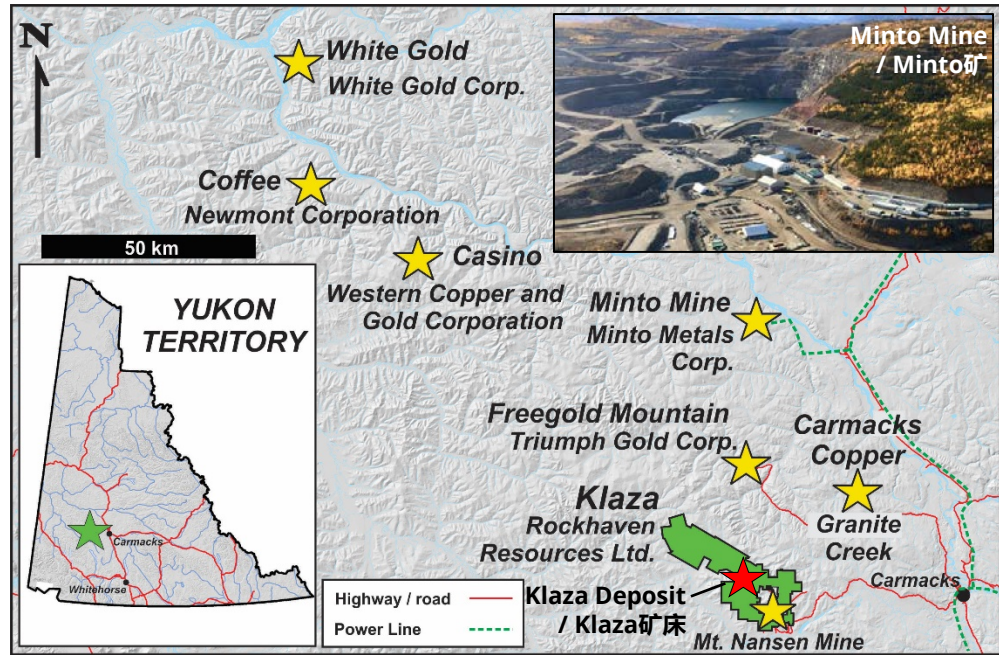 N
White Gold
White Gold Corp.
Coffee
Newmont Corporation
50 km
Casino
Western Copper and
Gold Corporation
Minto Mine
/ Minto矿
Minto Mine
Minto Metals
Corp.
Freegold Mountain
Triumph Gold Corp.
Carmacks
Copper
Granite
Creek
Klaza
Rockhaven
Resources Ltd.
Klaza Deposit
/ Klaza矿床
Mt. Nansen Mine
Carmacks
YUKON
TERRITORY
Carmacks
Whitehorse
Highway / road
Power Line